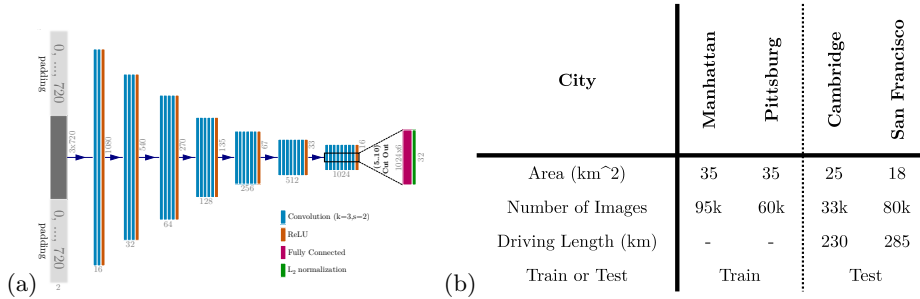 (a)
0, ..., 720
padding
3x720
0, ..., 720
padding
2
1080
16
540
32
270
64
135
128
67
256
33
512
16
1024
(5..10)
Cut Out
1024x6
32
Convolution (k=3,s=2)
ReLU
Fully Connected
L2 normalization
(b)
City Manhattan Pittsburg Cambridge San Francisco
Area (km^2) 35 35 25 18
Number of Images 95k 60k 33k 80k
Driving Length (km) - - 230 285
Train or Test Train Test